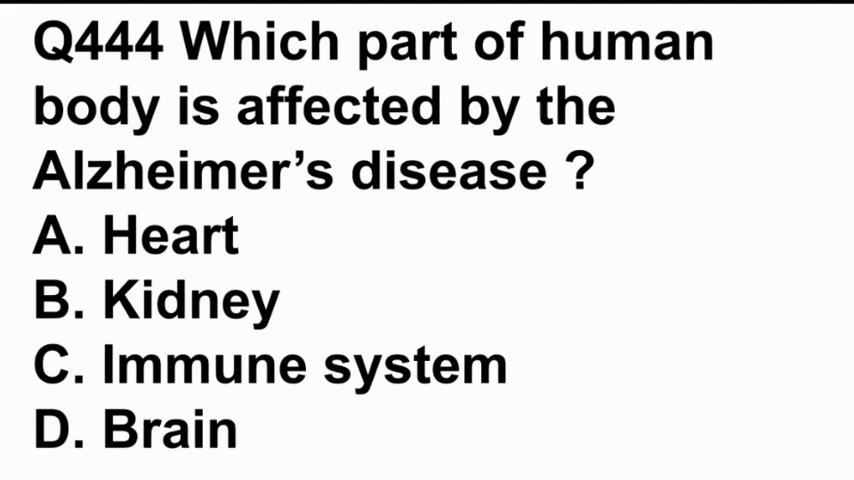 Q444 Which part of human
body is affected by the
Alzheimer’s disease ?
A. Heart
B. Kidney
C. Immune system
D. Brain